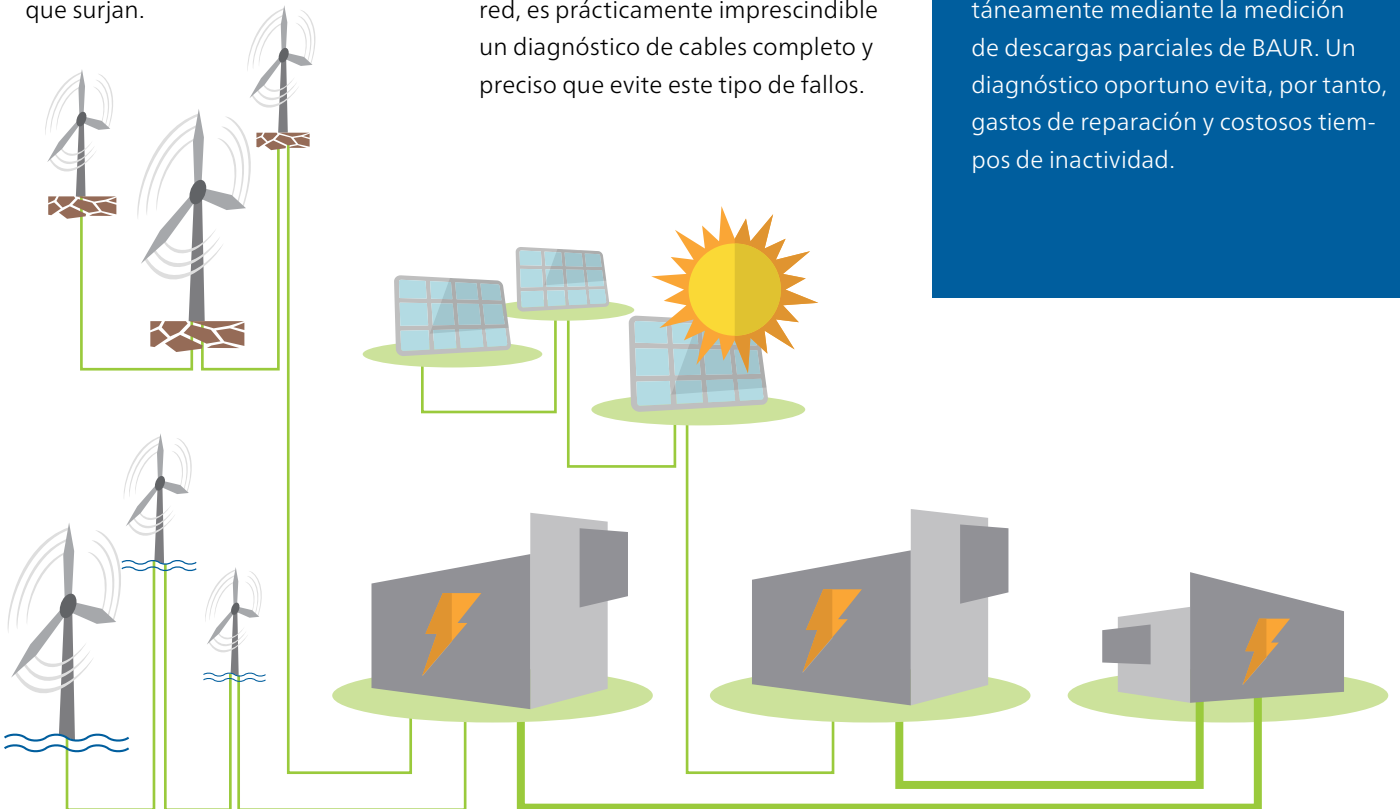 que surjan.
red, es prácticamente imprescindible
un diagnóstico de cables completo y
preciso que evite este tipo de fallos.
táneamente mediante la medición
de descargas parciales de BAUR. Un
diagnóstico oportuno evita, por tanto,
gastos de reparación y costosos tiem-
pos de inactividad.